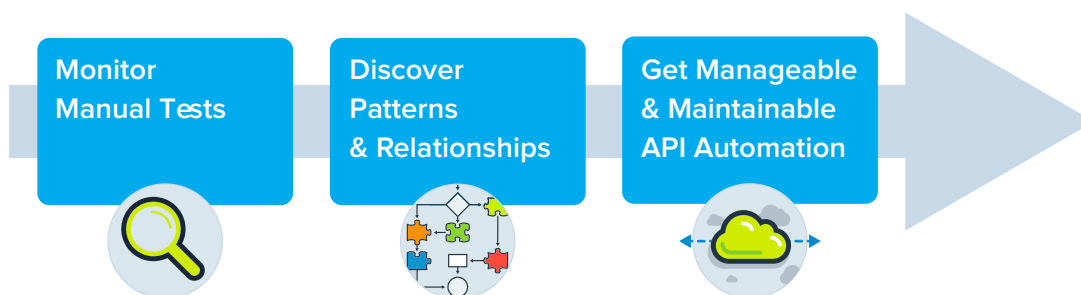 Monitor
Manual Tests
Discover
Patterns
& Relationships
Get Manageable
& Maintainable
API Automation